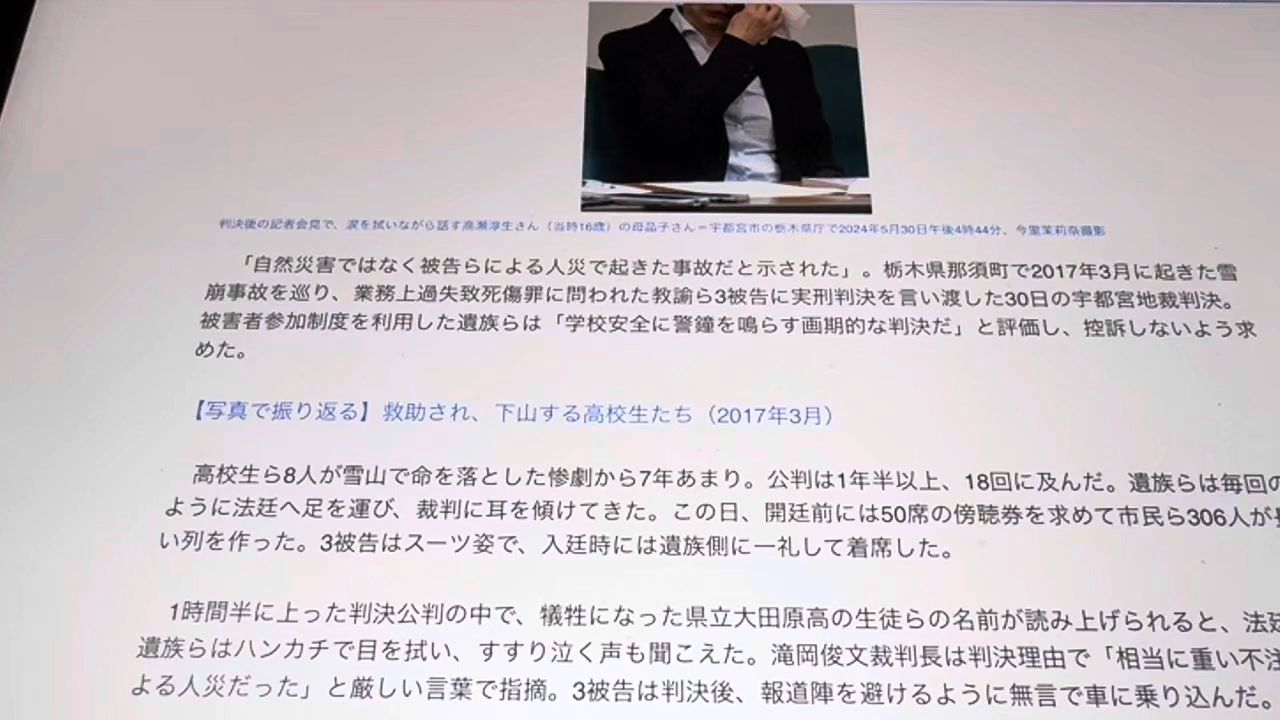 判決後の記者会見で、涙を拭いながら話す高瀬淳生さん（当時16歳）の母晶子さん＝宇都宮市の栃木県庁で2024年5月30日午後4時44分、今里茉莉奈撮影
「自然災害ではなく被告らによる人災で起きた事故だと示された」。栃木県那須町で2017年3月に起きた雪
崩事故を巡り、業務上過失致死傷罪に問われた教諭ら3被告に実刑判決を言い渡した30日の宇都宮地裁判決。
被害者参加制度を利用した遺族らは「学校安全に警鐘を鳴らす画期的な判決だ」と評価し、控訴しないよう求
めた。
【写真で振り返る】救助され、下山する高校生たち（2017年3月）
高校生ら8人が雪山で命を落とした惨劇から7年あまり。公判は1年半以上、18回に及んだ。遺族らは毎回の
ように法廷へ足を運び、裁判に耳を傾けてきた。この日、開廷前には50席の傍聴券を求めて市民ら306人が長
い列を作った。3被告はスーツ姿で、入廷時には遺族側に一礼して着席した。
1時間半に上った判決公判の中で、犠牲になった県立大田原高の生徒らの名前が読み上げられると、法廷
遺族らはハンカチで目を拭い、すすり泣く声も聞こえた。滝岡俊文裁判長は判決理由で「相当に重い不注
よる人災だった」と厳しい言葉で指摘。3被告は判決後、報道陣を避けるように無言で車に乗り込んだ。